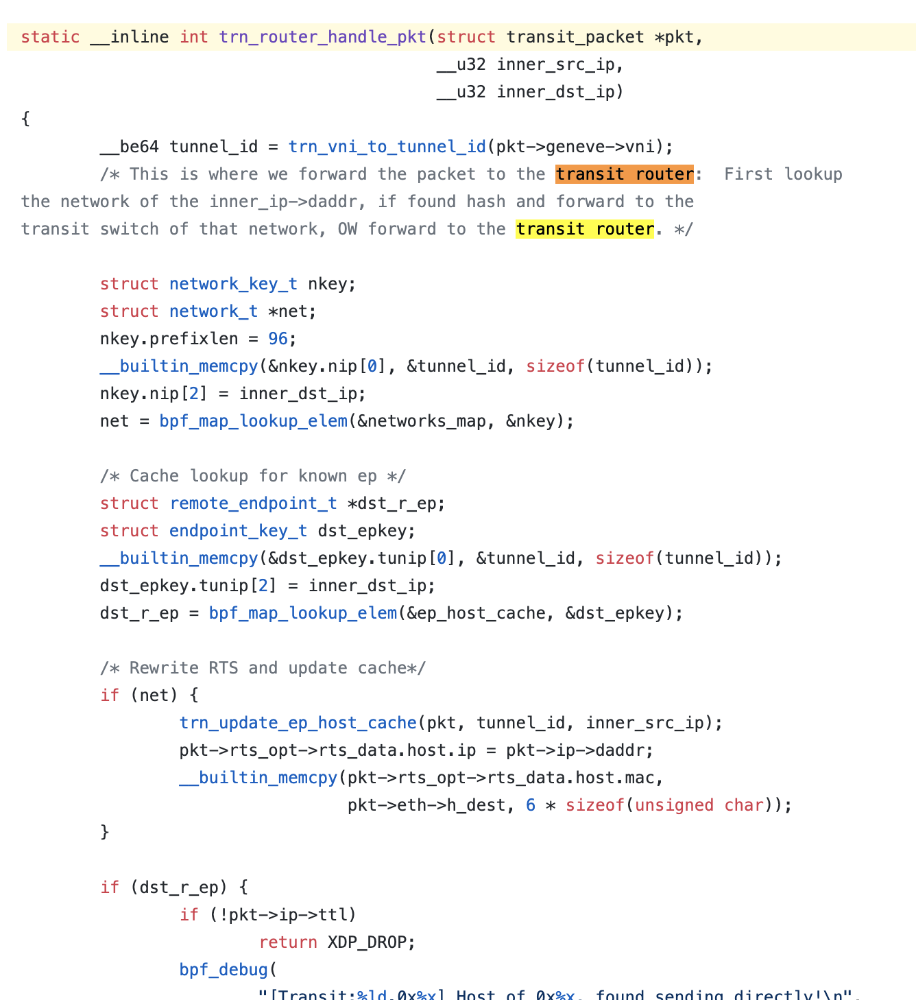 static __inline int trn_router_handle_pkt(struct transit_packet *pkt,
                                          __u32 inner_src_ip,
                                          __u32 inner_dst_ip)
{
        __be64 tunnel_id = trn_vni_to_tunnel_id(pkt->geneve->vni);
        /* This is where we forward the packet to the transit router:  First lookup
the network of the inner_ip->daddr, if found hash and forward to the
transit switch of that network, OW forward to the transit router. */

        struct network_key_t nkey;
        struct network_t *net;
        nkey.prefixlen = 96;
        __builtin_memcpy(&nkey.nip[0], &tunnel_id, sizeof(tunnel_id));
        nkey.nip[2] = inner_dst_ip;
        net = bpf_map_lookup_elem(&networks_map, &nkey);

        /* Cache lookup for known ep */
        struct remote_endpoint_t *dst_r_ep;
        struct endpoint_key_t dst_epkey;
        __builtin_memcpy(&dst_epkey.tunip[0], &tunnel_id, sizeof(tunnel_id));
        dst_epkey.tunip[2] = inner_dst_ip;
        dst_r_ep = bpf_map_lookup_elem(&ep_host_cache, &dst_epkey);

        /* Rewrite RTS and update cache*/
        if (net) {
                trn_update_ep_host_cache(pkt, tunnel_id, inner_src_ip);
                pkt->rts_opt->rts_data.host.ip = pkt->ip->daddr;
                __builtin_memcpy(pkt->rts_opt->rts_data.host.mac,
                                 pkt->eth->h_dest, 6 * sizeof(unsigned char));
        }

        if (dst_r_ep) {
                if (!pkt->ip->ttl)
                        return XDP_DROP;
                bpf_debug(
                        "[Transit:%ld.0x%x] Host of 0x%x, found sending directly!\n",